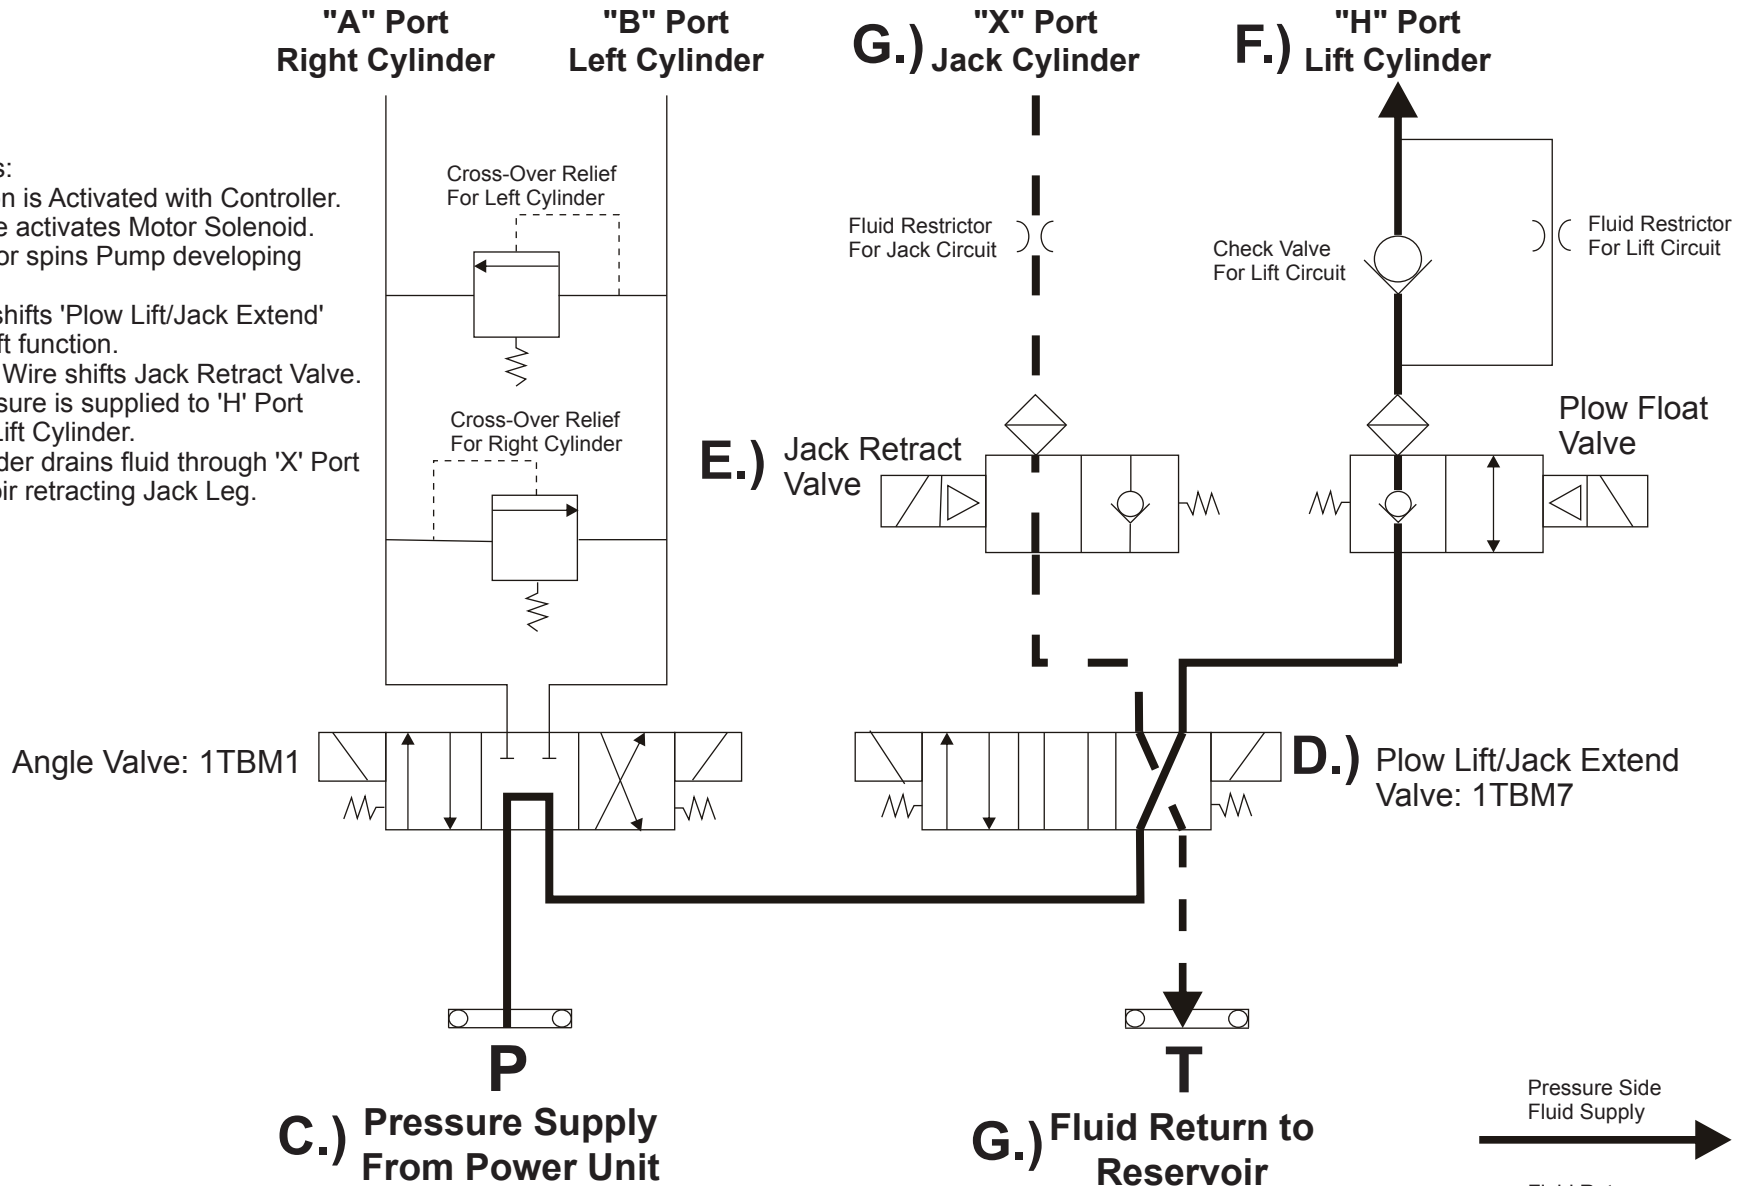 "A" Port
Right Cylinder
"B" Port
Left Cylinder
G.)
"X" Port
Jack Cylinder
F.)
"H" Port
Lift Cylinder
s:
n is Activated with Controller.
e activates Motor Solenoid.
or spins Pump developing
shifts 'Plow Lift/Jack Extend'
ft function.
Wire shifts Jack Retract Valve.
sure is supplied to 'H' Port
Lift Cylinder.
der drains fluid through 'X' Port
oir retracting Jack Leg.
Cross-Over Relief
For Left Cylinder
Fluid Restrictor
For Jack Circuit
Check Valve
For Lift Circuit
Fluid Restrictor
For Lift Circuit
Cross-Over Relief
For Right Cylinder
E.)
Jack Retract
Valve
Plow Float
Valve
Angle Valve: 1TBM1
D.)
Plow Lift/Jack Extend
Valve: 1TBM7
P
T
C.)
Pressure Supply
From Power Unit
G.)
Fluid Return to
Reservoir
Pressure Side
Fluid Supply